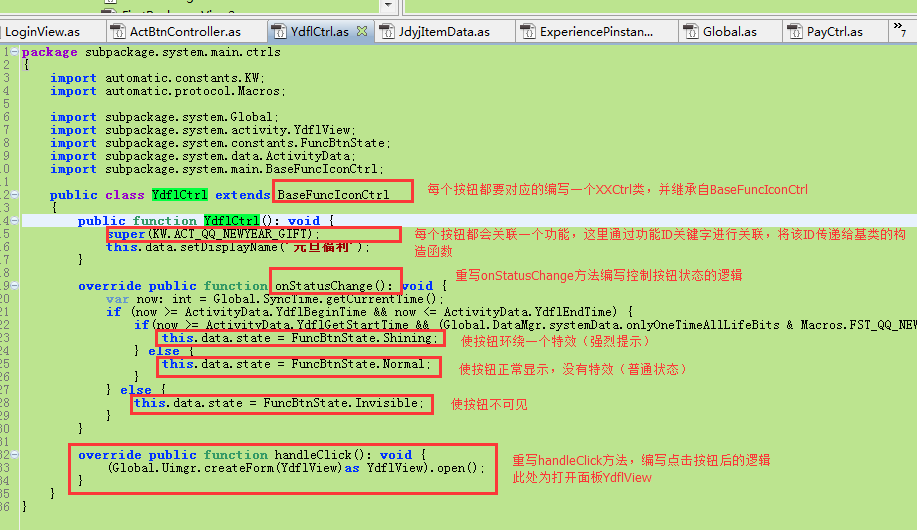 LoginView.as ActBtnController.as YdflCtrl.as JdyjItemData.as ExperiencePinstan... Global.as PayCtrl.as »7
1 package subpackage.system.main.ctrls
2 {
3 import automatic.constants.KW;
4 import automatic.protocol.Macros;
5
6 import subpackage.system.Global;
7 import subpackage.system.activity.YdflView;
8 import subpackage.system.constants.FuncBtnState;
9 import subpackage.system.data.ActivityData;
10 import subpackage.system.main.BaseFuncIconCtrl;
11
12 public class YdflCtrl extends BaseFuncIconCtrl
每个按钮都要对应的编写一个XXCtrl类，并继承自BaseFuncIconCtrl
13 {
14 public function YdflCtrl(): void {
15 super(KW.ACT_QQ_NEWYEAR_GIFT);
每个按钮都会关联一个功能，这里通过功能ID关键字进行关联，将该ID传递给基类的构
造函数
16 this.data.setDisplayName("元旦福利");
17 }
18
重写onStatusChange方法编写控制按钮状态的逻辑
19 override public function onStatusChange(): void {
20 var now: int = Global.SyncTime.getCurrentTime();
21 if (now >= ActivityData.YdflBeginTime && now <= ActivityData.YdflEndTime) {
22 if(now >= ActivityData.YdflGetStartTime && (Global.DataMgr.systemData.onlyOneTimeAllLifeBits & Macros.FST_QQ_NEW
23 this.data.state = FuncBtnState.Shining;
使按钮环绕一个特效（强烈提示）
24 } else {
25 this.data.state = FuncBtnState.Normal;
使按钮正常显示，没有特效（普通状态）
26 }
27 } else {
28 this.data.state = FuncBtnState.Invisible;
使按钮不可见
29 }
30 }
31
32 override public function handleClick(): void {
重写handleClick方法，编写点击按钮后的逻辑
33 (Global.Uimgr.createForm(YdflView)as YdflView).open();
此处为打开面板YdflView
34 }
35 }
36 }